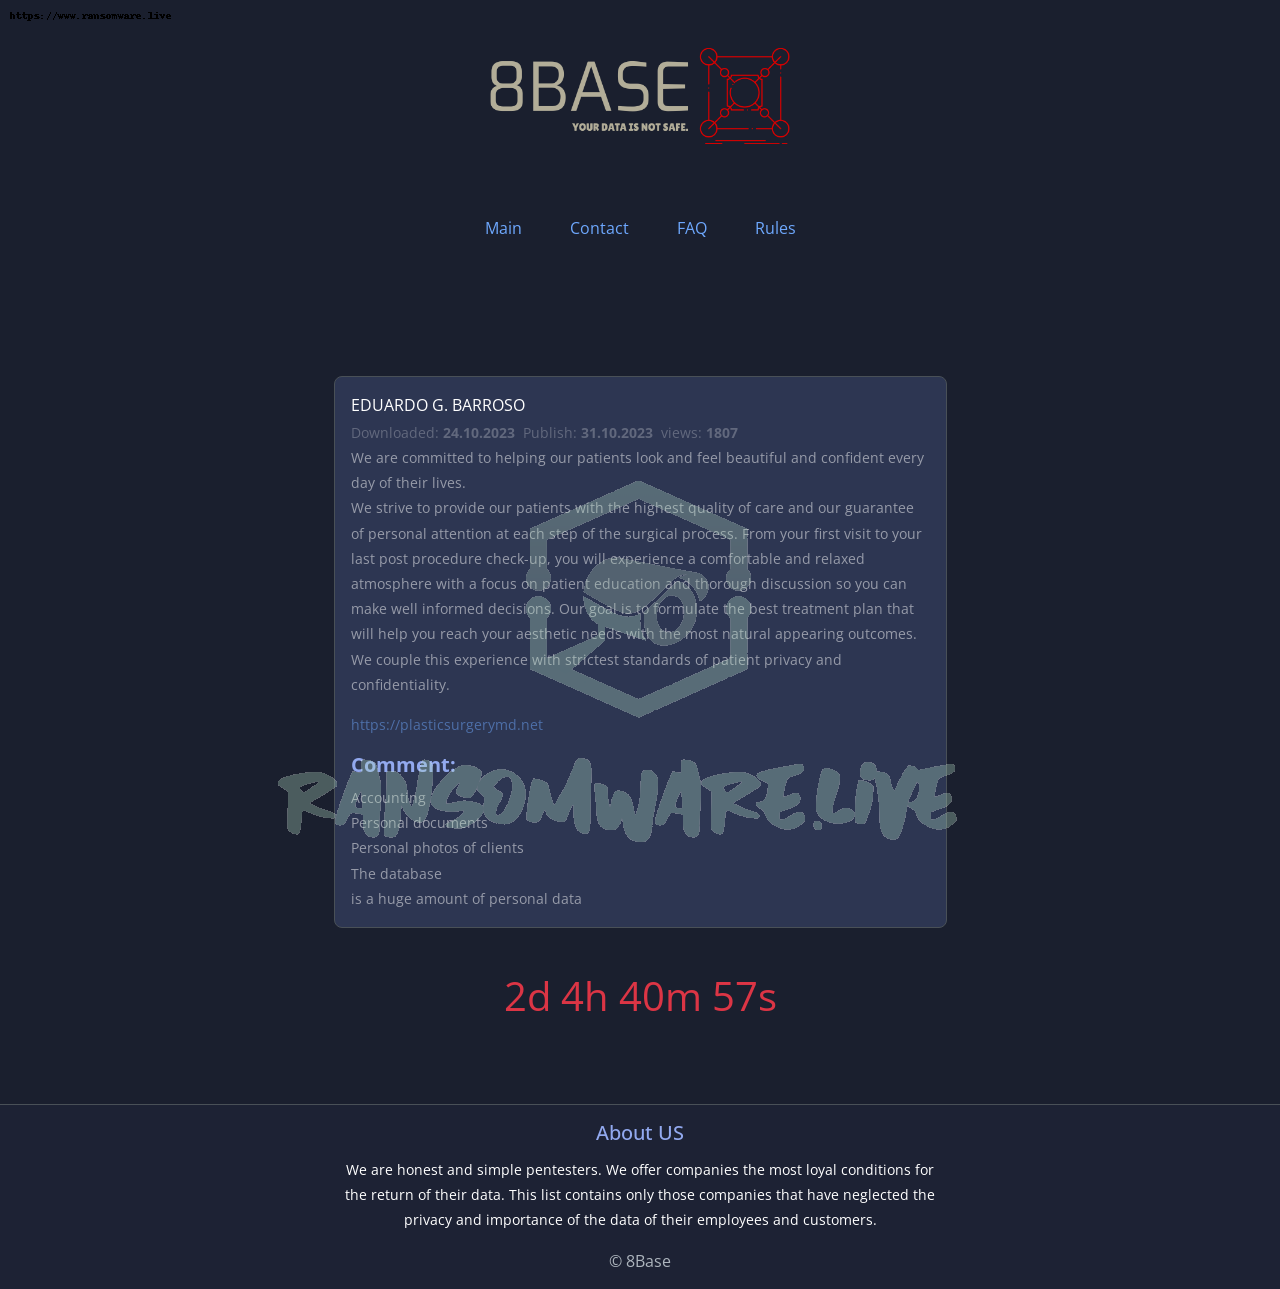 https://www.ransomware.live
8BASE
YOUR DATA IS NOT SAFE.
Main Contact FAQ Rules
EDUARDO G. BARROSO
Downloaded: 24.10.2023 Publish: 31.10.2023 views: 1807
We are committed to helping our patients look and feel beautiful and confident every
day of their lives.
We strive to provide our patients with the highest quality of care and our guarantee
of personal attention at each step of the surgical process. From your first visit to your
last post procedure check-up, you will experience a comfortable and relaxed
atmosphere with a focus on patient education and thorough discussion so you can
make well informed decisions. Our goal is to formulate the best treatment plan that
will help you reach your aesthetic needs with the most natural appearing outcomes.
We couple this experience with strictest standards of patient privacy and
confidentiality.
https://plasticsurgerymd.net
Comment:
RANSOMWARE.LIVE
Accounting
Personal documents
Personal photos of clients
The database
is a huge amount of personal data
2d 4h 40m 57s
About US
We are honest and simple pentesters. We offer companies the most loyal conditions for
the return of their data. This list contains only those companies that have neglected the
privacy and importance of the data of their employees and customers.
© 8Base